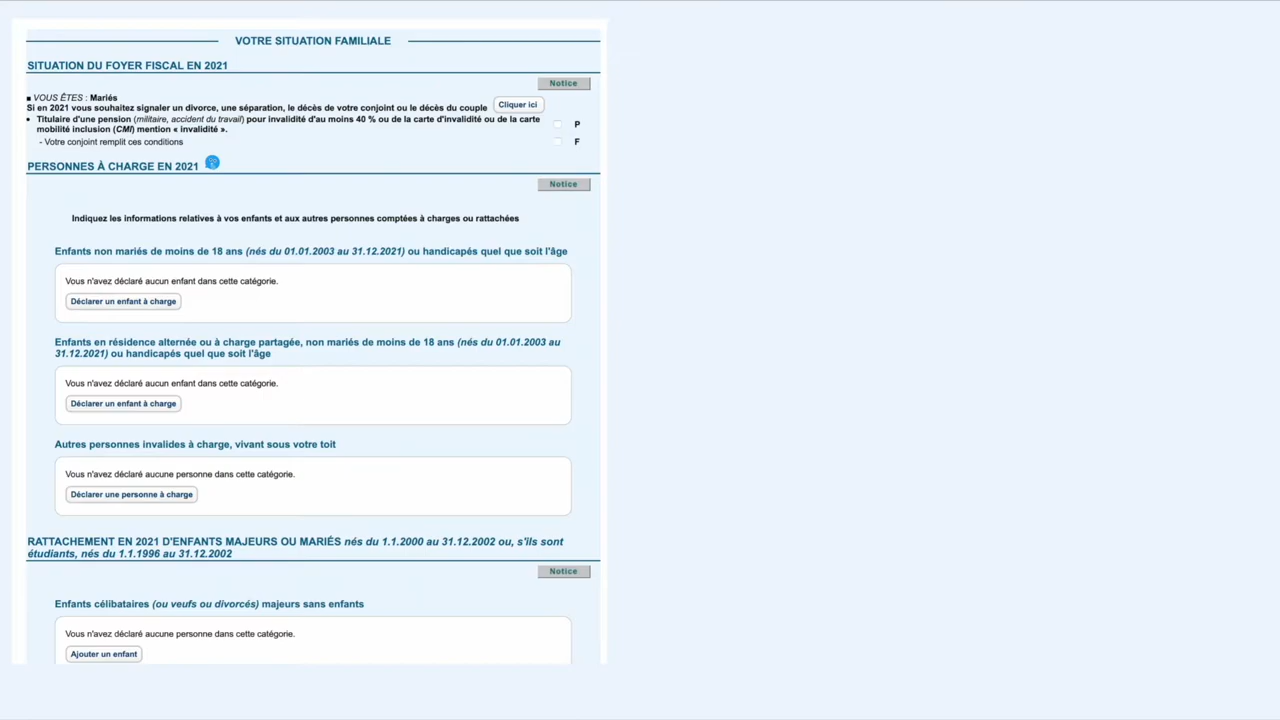 VOTRE SITUATION FAMILIALE
SITUATION DU FOYER FISCAL EN 2021
Notice
■ VOUS ÊTES : Mariés
Si en 2021 vous souhaitez signaler un divorce, une séparation, le décès de votre conjoint ou le décès du couple Cliquer ici
• Titulaire d'une pension (militaire, accident du travail) pour invalidité d'au moins 40 % ou de la carte d'invalidité ou de la carte
mobilité inclusion (CMI) mention « invalidité ». P
- Votre conjoint remplit ces conditions F
PERSONNES À CHARGE EN 2021
Notice
Indiquez les informations relatives à vos enfants et aux autres personnes comptées à charges ou rattachées
Enfants non mariés de moins de 18 ans (nés du 01.01.2003 au 31.12.2021) ou handicapés quel que soit l'âge
Vous n'avez déclaré aucun enfant dans cette catégorie.
Déclarer un enfant à charge
Enfants en résidence alternée ou à charge partagée, non mariés de moins de 18 ans (nés du 01.01.2003 au
31.12.2021) ou handicapés quel que soit l'âge
Vous n'avez déclaré aucun enfant dans cette catégorie.
Déclarer un enfant à charge
Autres personnes invalides à charge, vivant sous votre toit
Vous n'avez déclaré aucune personne dans cette catégorie.
Déclarer une personne à charge
RATTACHEMENT EN 2021 D'ENFANTS MAJEURS OU MARIÉS nés du 1.1.2000 au 31.12.2002 ou, s'ils sont
étudiants, nés du 1.1.1996 au 31.12.2002
Notice
Enfants célibataires (ou veufs ou divorcés) majeurs sans enfants
Vous n'avez déclaré aucune personne dans cette catégorie.
Ajouter un enfant